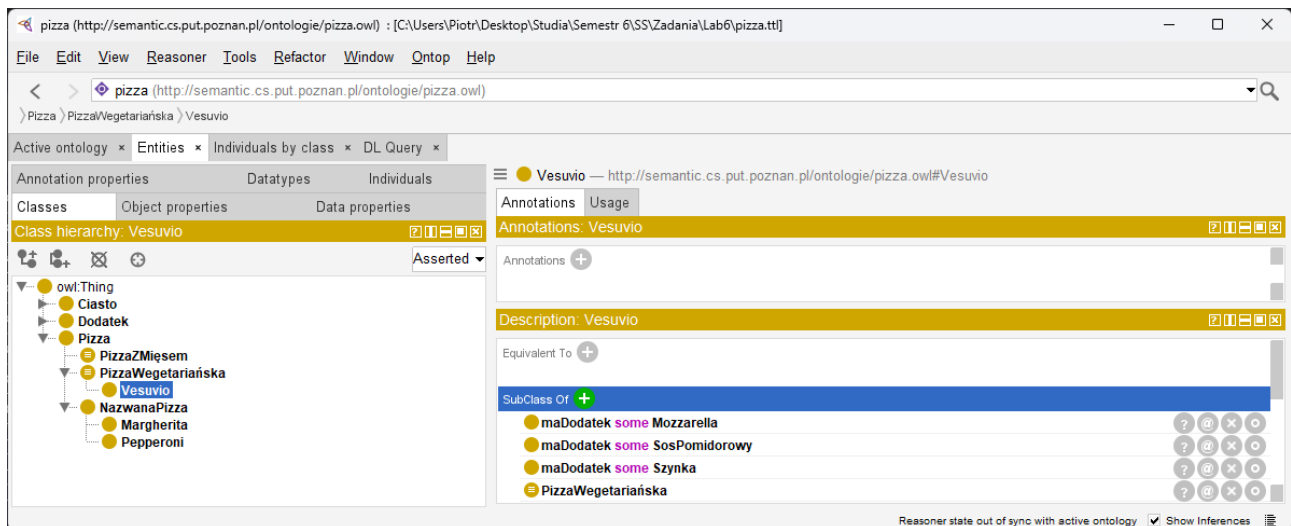 pizza (http://semantic.cs.put.poznan.pl/ontologie/pizza.owl) : [C:\Users\Piotr\Desktop\Studia\Semestr 6\SS\Zadania\Lab6\pizza.ttl]
File Edit View Reasoner Tools Refactor Window Ontop Help
pizza (http://semantic.cs.put.poznan.pl/ontologie/pizza.owl)
Pizza PizzaWegetariańska Vesuvio
Active ontology × Entities × Individuals by class × DL Query ×
Annotation properties Datatypes Individuals
Classes Object properties Data properties
Class hierarchy: Vesuvio
Asserted
owl:Thing
Ciasto
Dodatek
Pizza
PizzaZMięsem
PizzaWegetariańska
Vesuvio
NazwanaPizza
Margherita
Pepperoni
Vesuvio — http://semantic.cs.put.poznan.pl/ontologie/pizza.owl#Vesuvio
Annotations Usage
Annotations: Vesuvio
Annotations
Description: Vesuvio
Equivalent To
SubClass Of
maDodatek some Mozzarella
maDodatek some SosPomidorowy
maDodatek some Szynka
PizzaWegetariańska
Reasoner state out of sync with active ontology Show Inferences